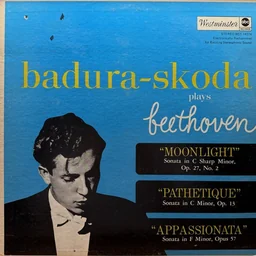 Westminster
badura-skoda
plays
beethoven
"MOONLIGHT"
Sonata in C Sharp Minor,
Op. 27, No. 2
"PATHETIQUE"
Sonata in C Minor, Op. 13
"APPASSIONATA"
Sonata in F Minor, Opus 57